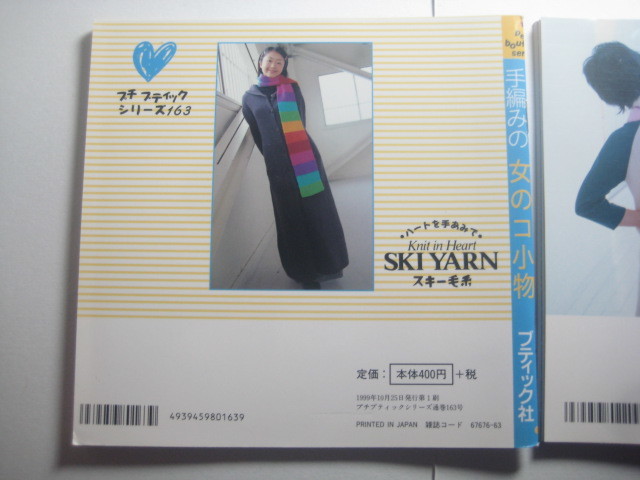 プチ ブティック
シリーズ163
・ハートを手あみで・
Knit in Heart
SKI YARN
スキー毛糸
定価： 本体400円 +税
1999年10月25日発行第1刷
プチブティックシリーズ通巻163号
PRINTED IN JAPAN 雑誌コード 67676-63
4939459801639
手編みの 女のコ小物
ブティック社